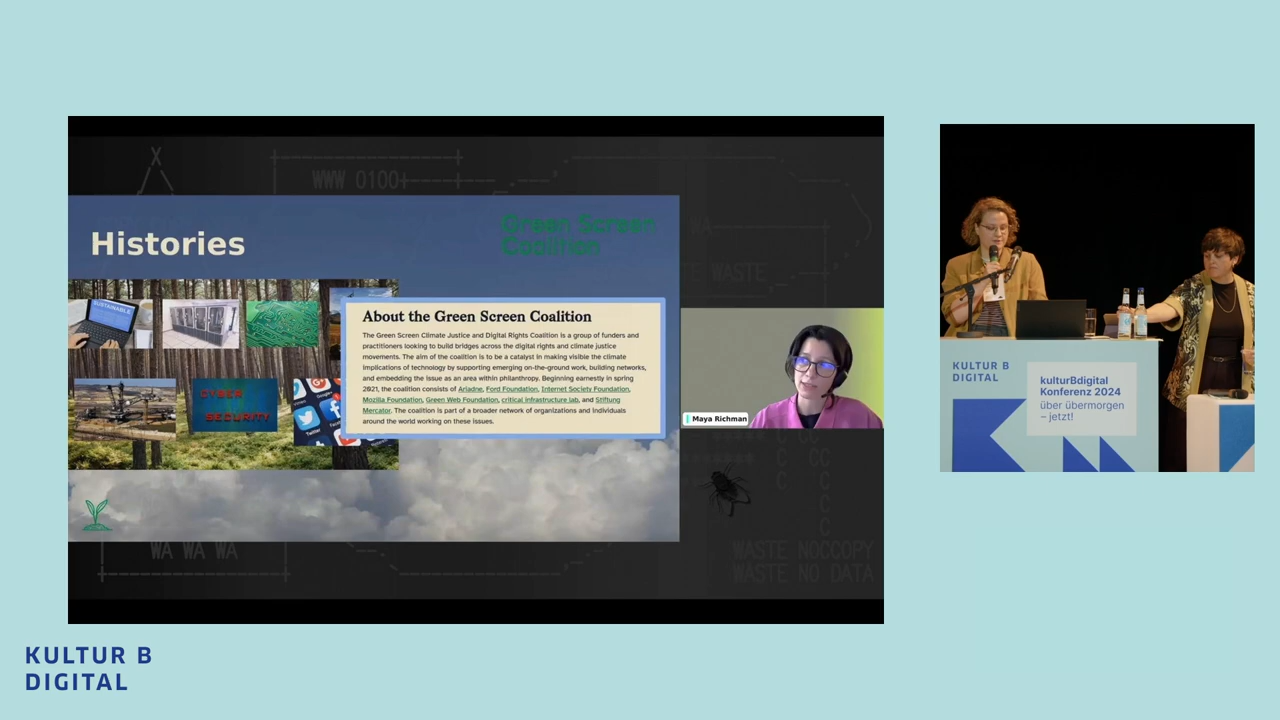 WWW 0100+
WA
TE WASTE
Histories
Green Screen
Coalition
SUSTAINABLE
CYBER
SECURITY
Google+
Twitter
About the Green Screen Coalition
The Green Screen Climate Justice and Digital Rights Coalition is a group of funders and
practitioners looking to build bridges across the digital rights and climate justice
movements. The aim of the coalition is to be a catalyst in making visible the climate
implications of technology by supporting emerging on-the-ground work, building networks,
and embedding the issue as an area within philanthropy. Beginning earnestly in spring
2021, the coalition consists of Ariadne, Ford Foundation, Internet Society Foundation,
Mozilla Foundation, Green Web Foundation, critical infrastructure lab, and Stiftung
Mercator. The coalition is part of a broader network of organizations and individuals
around the world working on these issues.
Maya Richman
C CC
C C
C
C
WA WA WA
WASTE NOCCOPY
WASTE NO DATA
KULTUR B
DIGITAL
kulturBdigital
Konferenz 2024
über übermorgen
– jetzt!
KULTUR B
DIGITAL